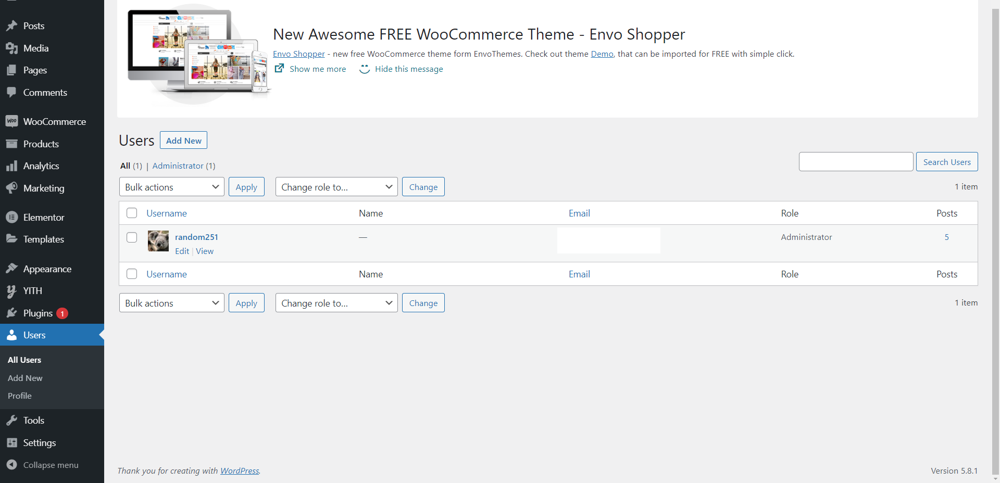 Posts
Media
Pages
Comments
WooCommerce
Products
Analytics
Marketing
Elementor
Templates
Appearance
YITH
Plugins 1
Users
All Users
Add New
Profile
Tools
Settings
Collapse menu
New Awesome FREE WooCommerce Theme - Envo Shopper
Envo Shopper - new free WooCommerce theme form EnvoThemes. Check out theme Demo, that can be imported for FREE with simple click.
Show me more Hide this message
Users Add New
All (1) | Administrator (1)
Search Users
Bulk actions Apply Change role to... Change 1 item
Username Name Email Role Posts
random251 — Administrator 5
Edit | View
Username Name Email Role Posts
Bulk actions Apply Change role to... Change 1 item
Thank you for creating with WordPress.
Version 5.8.1